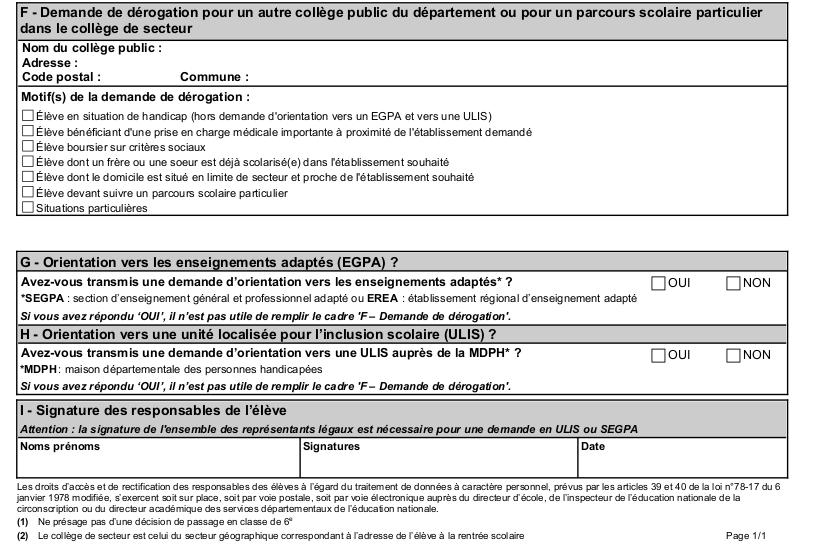 F - Demande de dérogation pour un autre collège public du département ou pour un parcours scolaire particulier
dans le collège de secteur
Nom du collège public :
Adresse :
Code postal : Commune :
Motif(s) de la demande de dérogation :
Élève en situation de handicap (hors demande d'orientation vers un EGPA et vers une ULIS)
Élève bénéficiant d'une prise en charge médicale importante à proximité de l'établissement demandé
Élève boursier sur critères sociaux
Élève dont un frère ou une soeur est déjà scolarisé(e) dans l'établissement souhaité
Élève dont le domicile est situé en limite de secteur et proche de l'établissement souhaité
Élève devant suivre un parcours scolaire particulier
Situations particulières
G - Orientation vers les enseignements adaptés (EGPA) ?
Avez-vous transmis une demande d'orientation vers les enseignements adaptés* ? OUI NON
*SEGPA : section d'enseignement général et professionnel adapté ou EREA : établissement régional d'enseignement adapté
Si vous avez répondu 'OUI', il n'est pas utile de remplir le cadre 'F – Demande de dérogation'.
H - Orientation vers une unité localisée pour l'inclusion scolaire (ULIS) ?
Avez-vous transmis une demande d'orientation vers une ULIS auprès de la MDPH* ? OUI NON
*MDPH : maison départementale des personnes handicapées
Si vous avez répondu 'OUI', il n'est pas utile de remplir le cadre 'F – Demande de dérogation'.
I - Signature des responsables de l'élève
Attention : la signature de l'ensemble des représentants légaux est nécessaire pour une demande en ULIS ou SEGPA
Noms prénoms Signatures Date
Les droits d'accès et de rectification des responsables des élèves à l'égard du traitement de données à caractère personnel, prévus par les articles 39 et 40 de la loi n°78-17 du 6
janvier 1978 modifiée, s'exercent soit sur place, soit par voie postale, soit par voie électronique auprès du directeur d'école, de l'inspecteur de l'éducation nationale de la
circonscription ou du directeur académique des services départementaux de l'éducation nationale.
(1) Ne présage pas d'une décision de passage en classe de 6e
(2) Le collège de secteur est celui du secteur géographique correspondant à l'adresse de l'élève à la rentrée scolaire Page 1/1